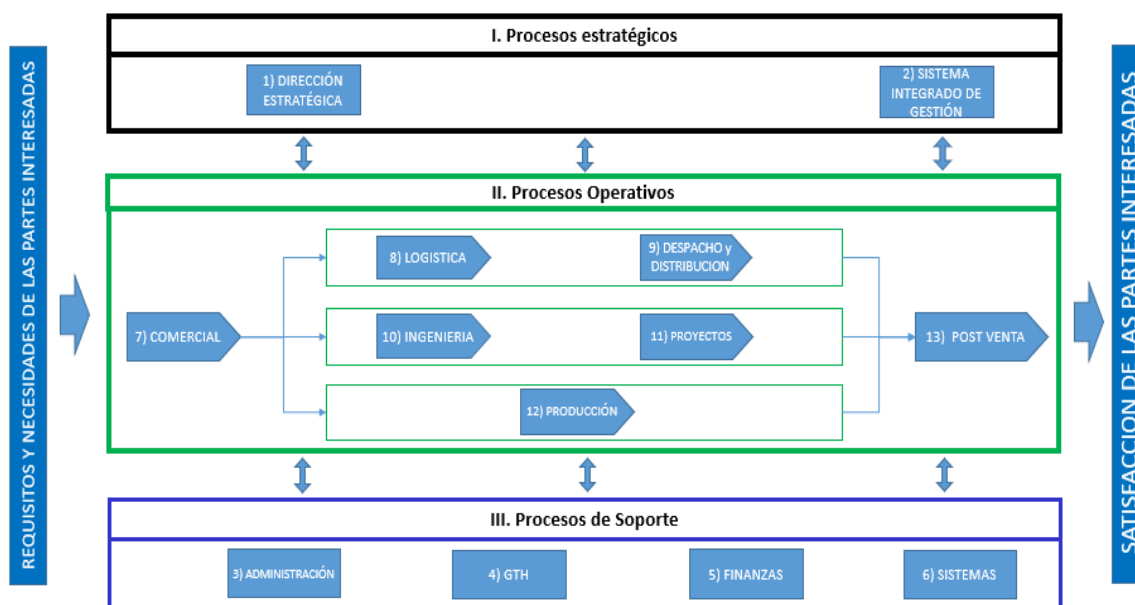 REQUISITOS Y NECESIDADES DE LAS PARTES INTERESADAS
I. Procesos estratégicos
1) DIRECCIÓN
ESTRATÉGICA
2) SISTEMA
INTEGRADO DE
GESTIÓN
II. Procesos Operativos
7) COMERCIAL
8) LOGISTICA
9) DESPACHO y
DISTRIBUCION
10) INGENIERIA
11) PROYECTOS
12) PRODUCCIÓN
13) POST VENTA
III. Procesos de Soporte
3) ADMINISTRACIÓN
4) GTH
5) FINANZAS
6) SISTEMAS
SATISFACCION DE LAS PARTES INTERESADAS